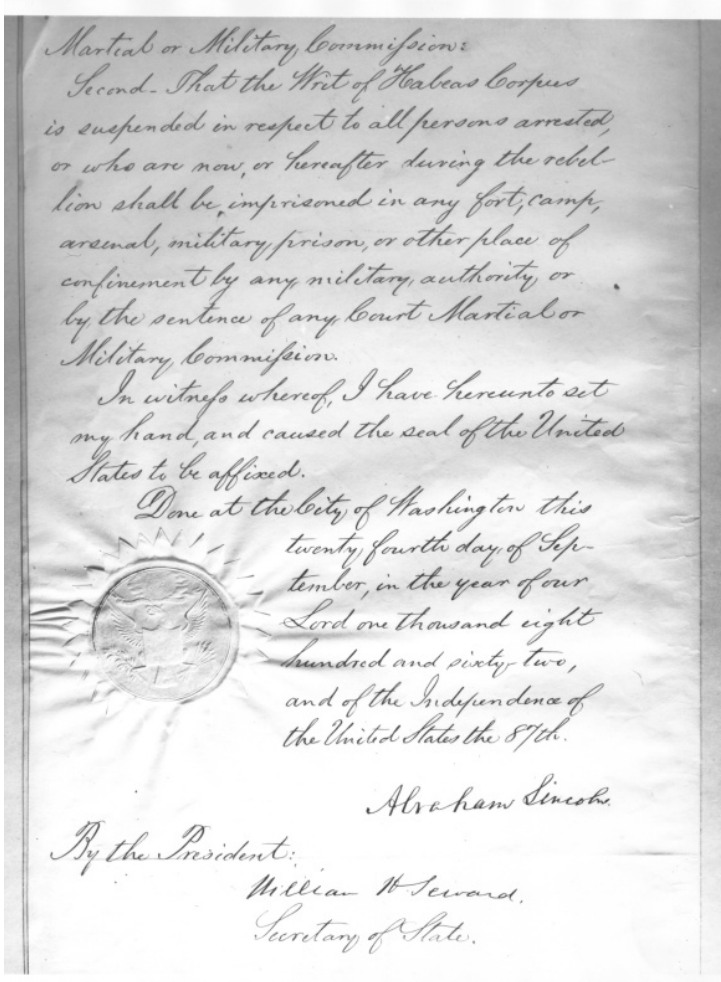 Martial or Military Commission:
Second - That the Writ of Habeas Corpus
is suspended in respect to all persons arrested,
or who are now, or hereafter during the rebel-
lion shall be, imprisoned in any fort, camp,
arsenal, military prison, or other place of
confinement by any military authority or
by the sentence of any Court Martial or
Military Commission.
In witness whereof, I have hereunto set
my hand, and caused the seal of the United
States to be affixed.
Done at the City of Washington this
twenty fourth day of Sep-
tember, in the year of our
Lord one thousand eight
hundred and sixty-two,
and of the Independence of
the United States the 87th.
Abraham Lincoln.
By the President:
William H Seward.
Secretary of State.